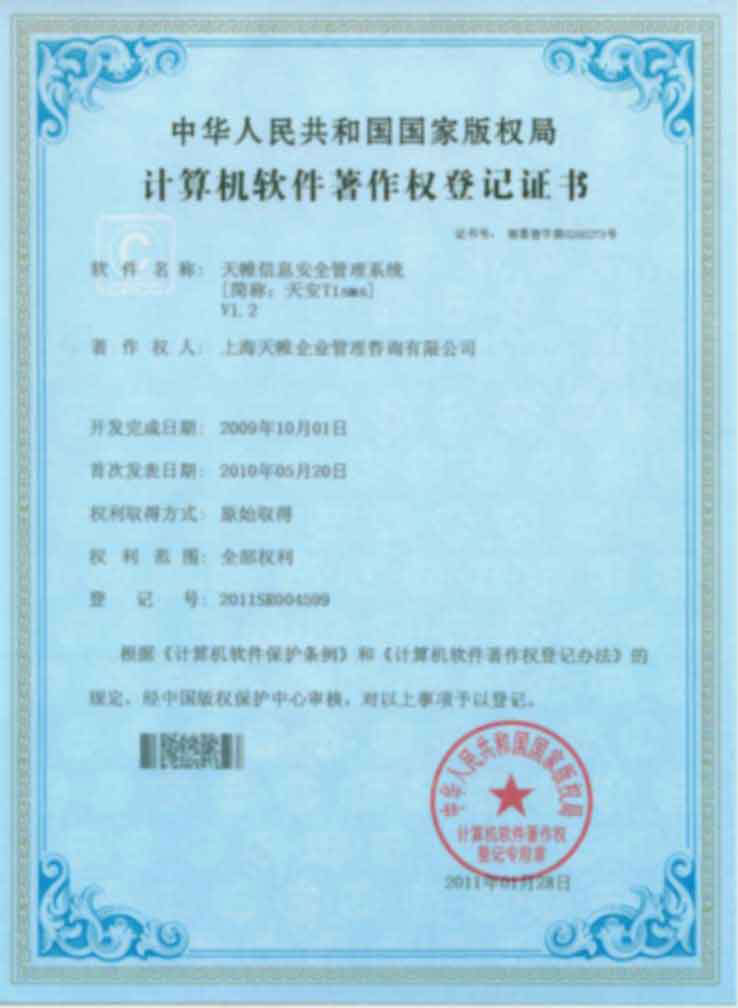 中华人民共和国国家版权局
计算机软件著作权登记证书
证书号:
软件名称: 天帷信息安全管理系统
[简称: 天安Tisms]
V1.2
著作权人: 上海天帷企业管理咨询有限公司
开发完成日期: 2009年10月01日
首次发表日期: 2010年05月20日
权利取得方式: 原始取得
权利范围: 全部权利
登记号: 2011SR004599
根据《计算机软件保护条例》和《计算机软件著作权登记办法》的
规定,经中国版权保护中心审核,对以上事项予以登记。
中华人民共和国国家版权局
计算机软件著作权
登记专用章
2011年01月28日